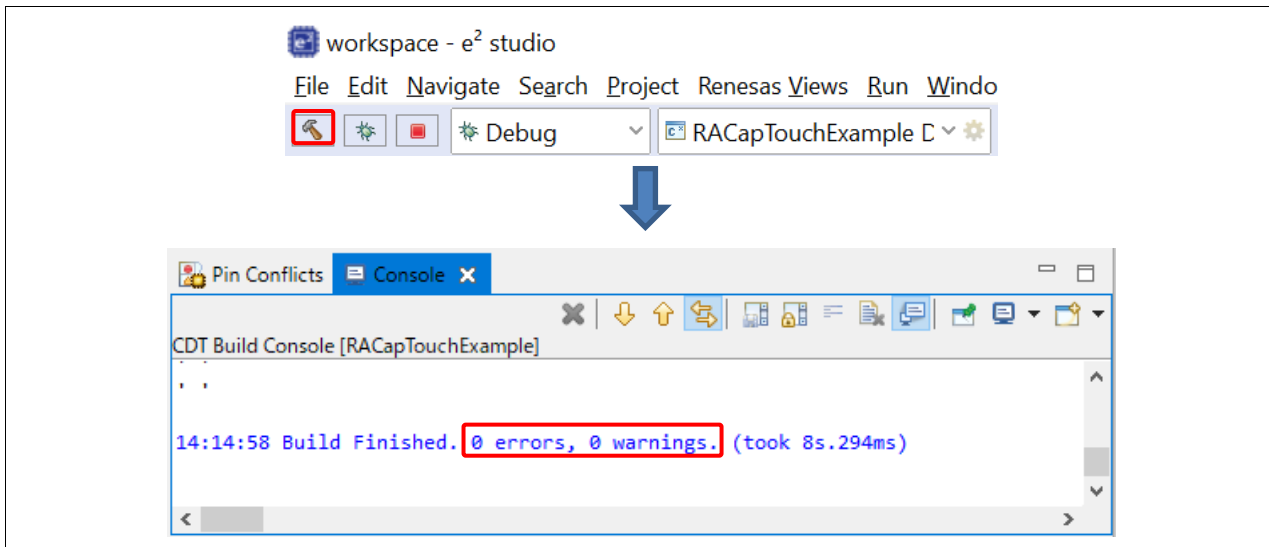 workspace - e² studio
File Edit Navigate Search Project Renesas Views Run Windo
Debug RACapTouchExample D
Pin Conflicts Console
CDT Build Console [RACapTouchExample]
14:14:58 Build Finished. 0 errors, 0 warnings. (took 8s.294ms)